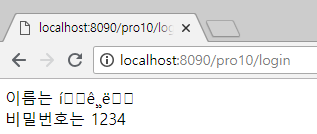 localhost:8090/pro10/log
localhost:8090/pro10/login
이름는 í□□ê¸¸ë□□
비밀번호는 1234